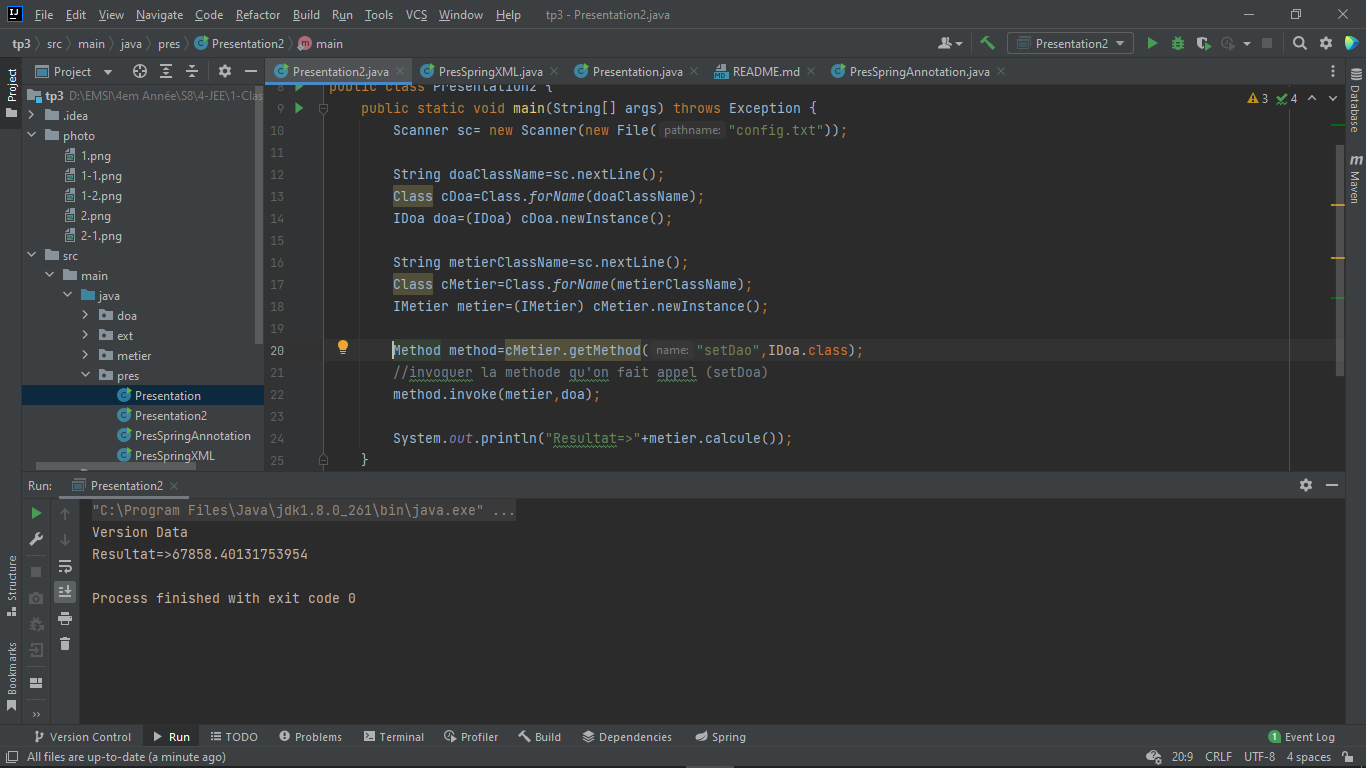 File Edit View Navigate Code Refactor Build Run Tools VCS Window Help tp3 - Presentation2.java
tp3 src main java pres Presentation2 main Presentation2
Project Presentation2.java PresSpringXML.java Presentation.java README.md PresSpringAnnotation.java
Project
tp3 D:\EMSI\4em Année\S8\4-JEE\1-Clas
.idea
photo
1.png
1-1.png
1-2.png
2.png
2-1.png
src
main
java
doa
ext
metier
pres
Presentation
Presentation2
PresSpringAnnotation
PresSpringXML
3 4
8 public class Presentation2 {
9 public static void main(String[] args) throws Exception {
10 Scanner sc= new Scanner(new File( pathname: "config.txt"));
11
12 String doaClassName=sc.nextLine();
13 Class cDoa=Class.forName(doaClassName);
14 IDoa doa=(IDoa) cDoa.newInstance();
15
16 String metierClassName=sc.nextLine();
17 Class cMetier=Class.forName(metierClassName);
18 IMetier metier=(IMetier) cMetier.newInstance();
19
20 Method method=cMetier.getMethod( name: "setDao",IDoa.class);
21 //invoquer la methode qu'on fait appel (setDoa)
22 method.invoke(metier,doa);
23
24 System.out.println("Resultat=>"+metier.calcule());
25 }
Database
Maven
Run: Presentation2
"C:\Program Files\Java\jdk1.8.0_261\bin\java.exe" ...
Version Data
Resultat=>67858.40131753954
Process finished with exit code 0
Structure
Bookmarks
Version Control Run TODO Problems Terminal Profiler Build Dependencies Spring 1 Event Log
All files are up-to-date (a minute ago) 20:9 CRLF UTF-8 4 spaces